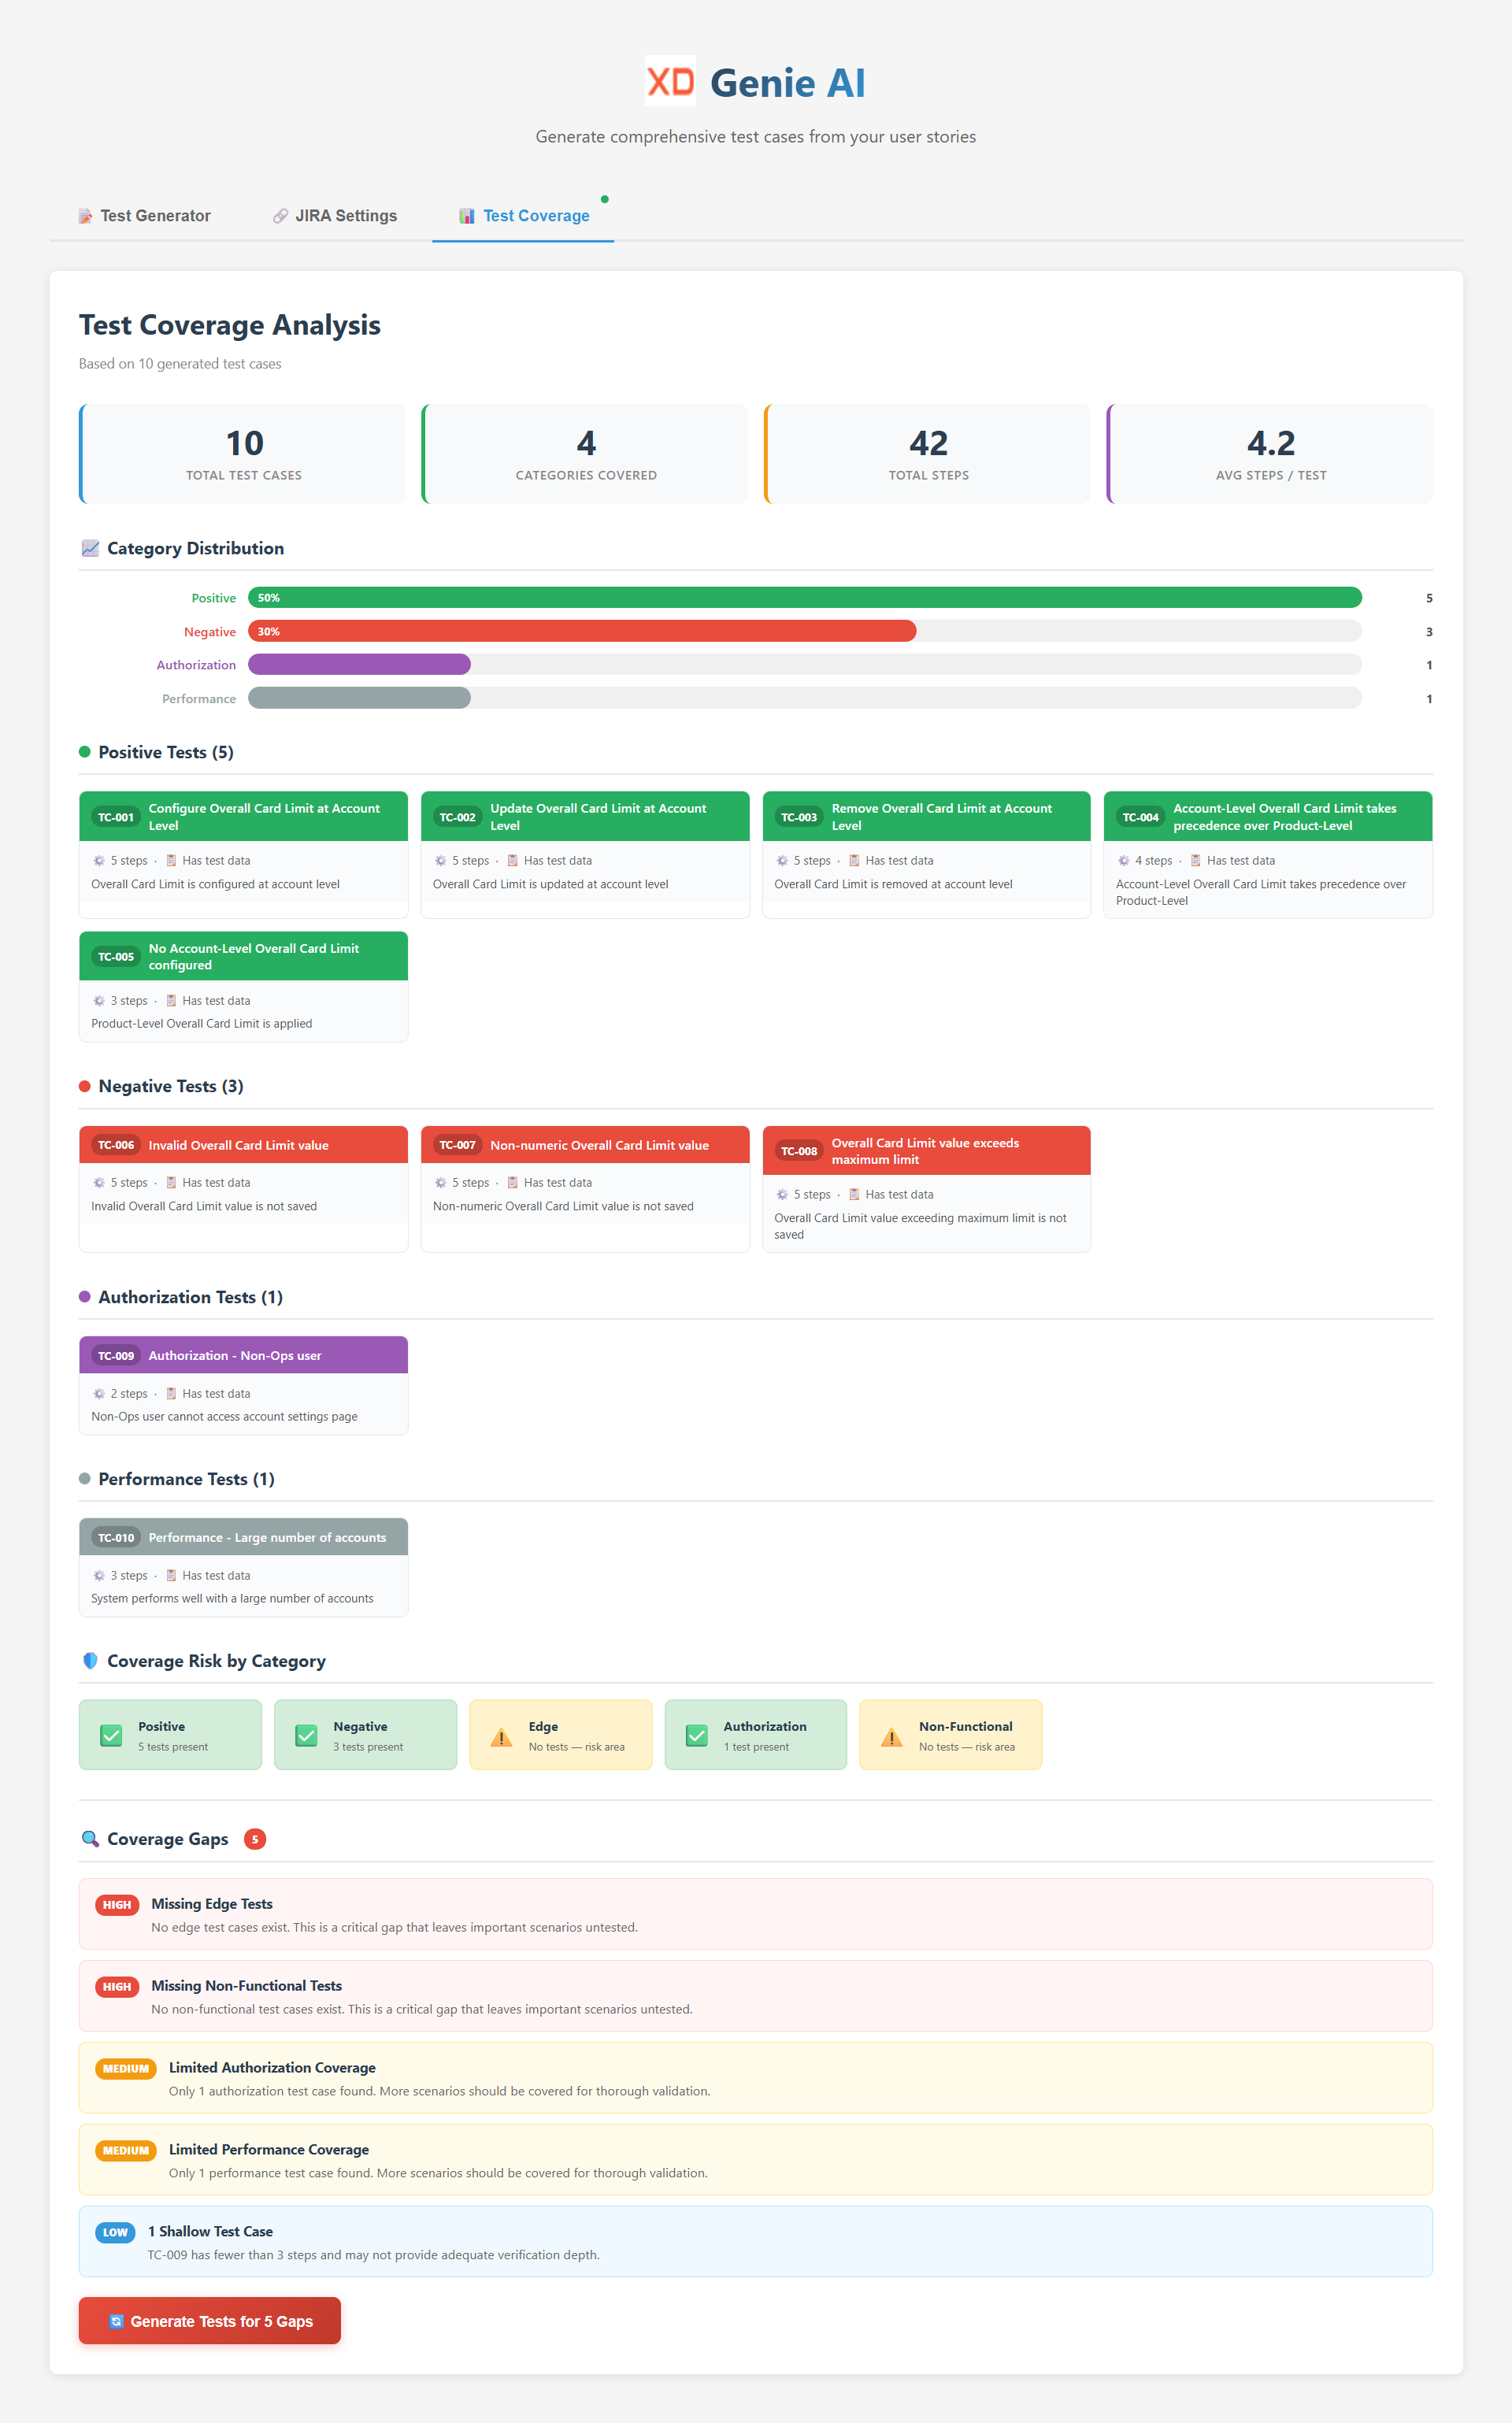 XD Genie AI
Generate comprehensive test cases from your user stories
Test Generator
JIRA Settings
Test Coverage
Test Coverage Analysis
Based on 10 generated test cases
10
TOTAL TEST CASES
4
CATEGORIES COVERED
42
TOTAL STEPS
4.2
AVG STEPS / TEST
Category Distribution
Positive 50% 5
Negative 30% 3
Authorization 1
Performance 1
Positive Tests (5)
TC-001 Configure Overall Card Limit at Account
Level
5 steps · Has test data
Overall Card Limit is configured at account level
TC-002 Update Overall Card Limit at Account
Level
5 steps · Has test data
Overall Card Limit is updated at account level
TC-003 Remove Overall Card Limit at Account
Level
5 steps · Has test data
Overall Card Limit is removed at account level
TC-004 Account-Level Overall Card Limit takes
precedence over Product-Level
4 steps · Has test data
Account-Level Overall Card Limit takes precedence over
Product-Level
TC-005 No Account-Level Overall Card Limit
configured
3 steps · Has test data
Product-Level Overall Card Limit is applied
Negative Tests (3)
TC-006 Invalid Overall Card Limit value
5 steps · Has test data
Invalid Overall Card Limit value is not saved
TC-007 Non-numeric Overall Card Limit value
5 steps · Has test data
Non-numeric Overall Card Limit value is not saved
TC-008 Overall Card Limit value exceeds
maximum limit
5 steps · Has test data
Overall Card Limit value exceeding maximum limit is not
saved
Authorization Tests (1)
TC-009 Authorization - Non-Ops user
2 steps · Has test data
Non-Ops user cannot access account settings page
Performance Tests (1)
TC-010 Performance - Large number of accounts
3 steps · Has test data
System performs well with a large number of accounts
Coverage Risk by Category
Positive
5 tests present
Negative
3 tests present
Edge
No tests — risk area
Authorization
1 test present
Non-Functional
No tests — risk area
Coverage Gaps 5
HIGH Missing Edge Tests
No edge test cases exist. This is a critical gap that leaves important scenarios untested.
HIGH Missing Non-Functional Tests
No non-functional test cases exist. This is a critical gap that leaves important scenarios untested.
MEDIUM Limited Authorization Coverage
Only 1 authorization test case found. More scenarios should be covered for thorough validation.
MEDIUM Limited Performance Coverage
Only 1 performance test case found. More scenarios should be covered for thorough validation.
LOW 1 Shallow Test Case
TC-009 has fewer than 3 steps and may not provide adequate verification depth.
Generate Tests for 5 Gaps